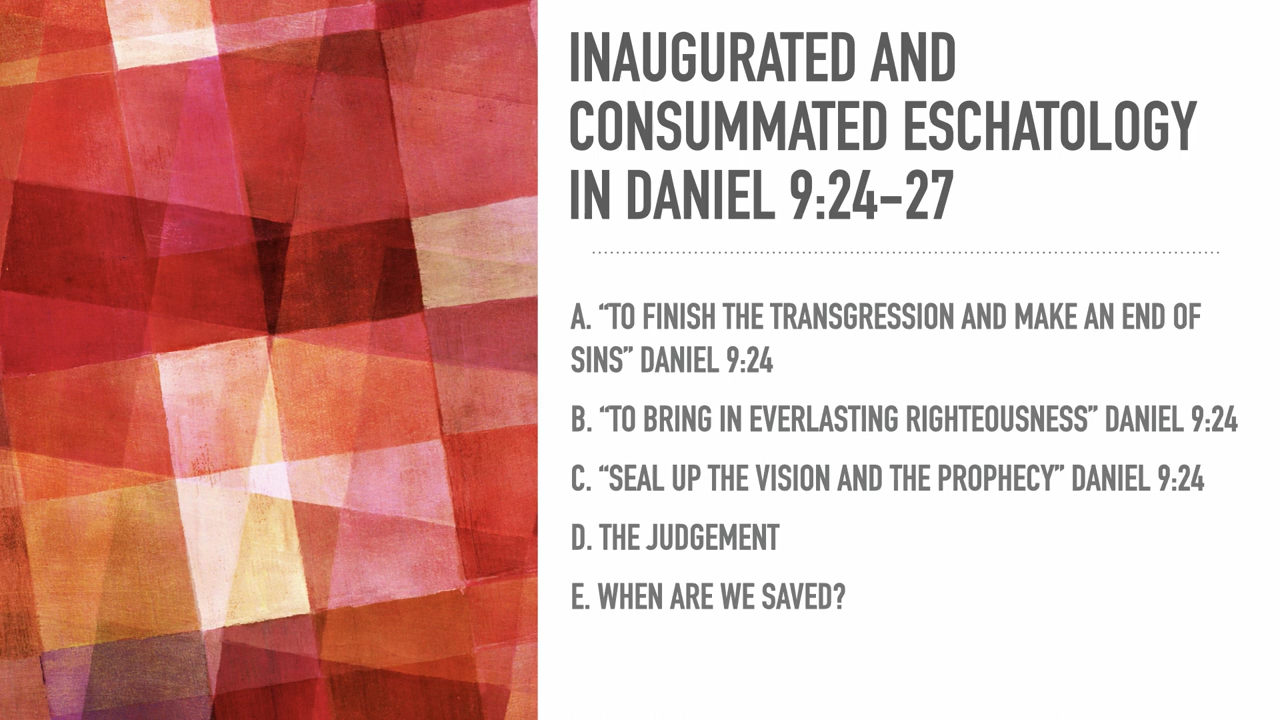 INAUGURATED AND
CONSUMMATED ESCHATOLOGY
IN DANIEL 9:24–27
A. “TO FINISH THE TRANSGRESSION AND MAKE AN END OF
SINS” DANIEL 9:24
B. “TO BRING IN EVERLASTING RIGHTEOUSNESS” DANIEL 9:24
C. “SEAL UP THE VISION AND THE PROPHECY” DANIEL 9:24
D. THE JUDGEMENT
E. WHEN ARE WE SAVED?